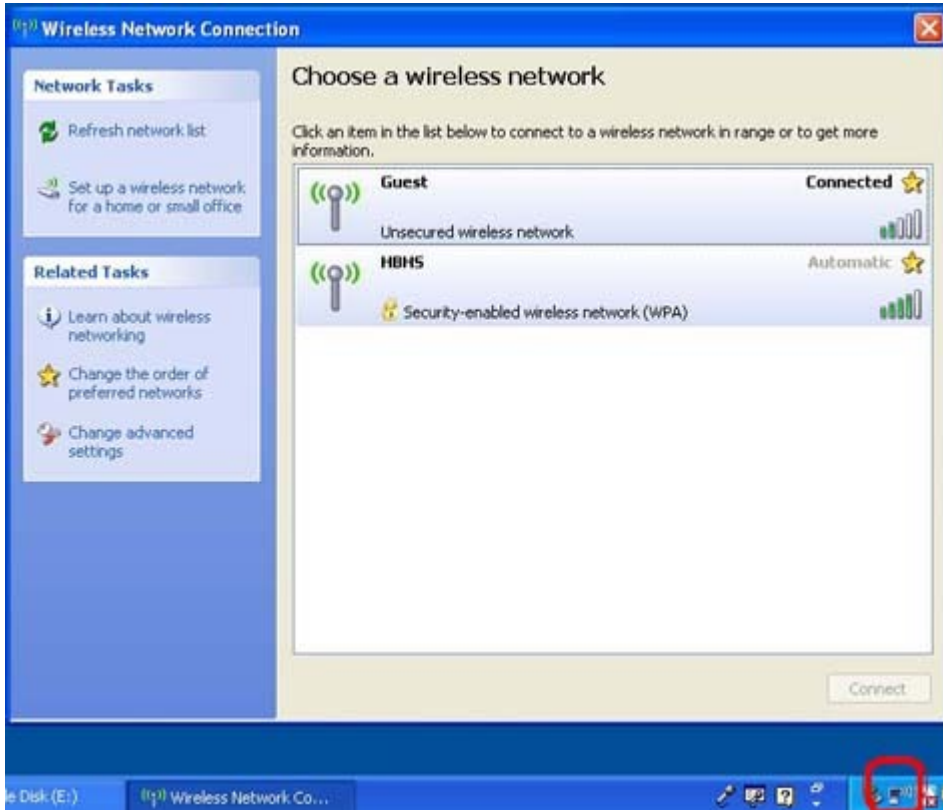 Wireless Network Connection
Network Tasks
Refresh network list
Set up a wireless network
for a home or small office
Related Tasks
Learn about wireless
networking
Change the order of
preferred networks
Change advanced
settings
Choose a wireless network
Click an item in the list below to connect to a wireless network in range or to get more
information.
Guest
Connected
Unsecured wireless network
HBHS
Automatic
Security-enabled wireless network (WPA)
Connect
e Disk (E:)
Wireless Network Co...